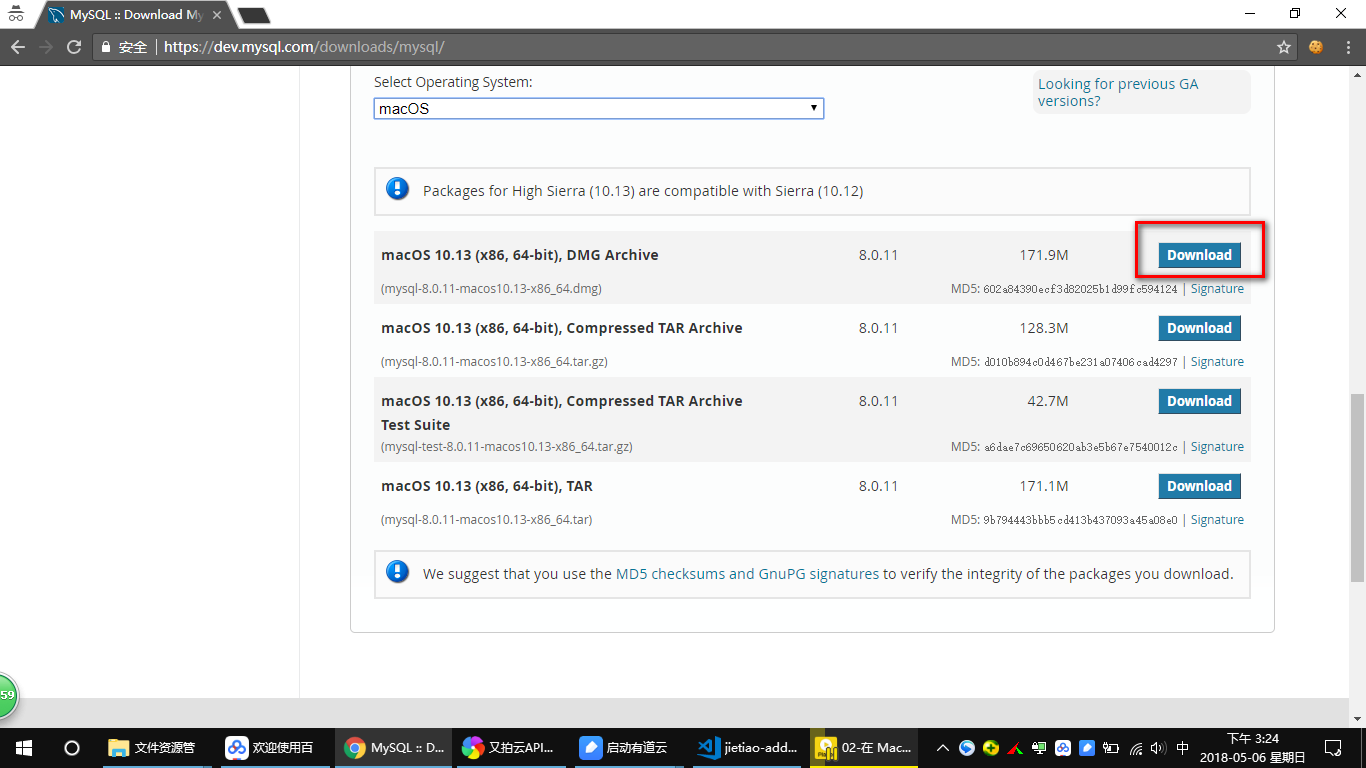 MySQL :: Download My
安全
https://dev.mysql.com/downloads/mysql/
Select Operating System:
macOS
Looking for previous GA
versions?
Packages for High Sierra (10.13) are compatible with Sierra (10.12)
macOS 10.13 (x86, 64-bit), DMG Archive 8.0.11 171.9M Download
(mysql-8.0.11-macos10.13-x86_64.dmg) MD5: 602a84390ecf3d82025b1d99fc594124 | Signature
macOS 10.13 (x86, 64-bit), Compressed TAR Archive 8.0.11 128.3M Download
(mysql-8.0.11-macos10.13-x86_64.tar.gz) MD5: d010b894c0d467be231a07406cad4297 | Signature
macOS 10.13 (x86, 64-bit), Compressed TAR Archive 8.0.11 42.7M Download
Test Suite
(mysql-test-8.0.11-macos10.13-x86_64.tar.gz) MD5: a6dae7c69650620ab3e5b67e7540012c | Signature
macOS 10.13 (x86, 64-bit), TAR 8.0.11 171.1M Download
(mysql-8.0.11-macos10.13-x86_64.tar) MD5: 9b794443bbb5cd413b437093a45a08e0 | Signature
We suggest that you use the MD5 checksums and GnuPG signatures to verify the integrity of the packages you download.
59
文件资源管
欢迎使用百
MySQL :: D...
又拍云API...
启动有道云
jietiao-add...
02-在 Mac...
中
下午 3:24
2018-05-06 星期日